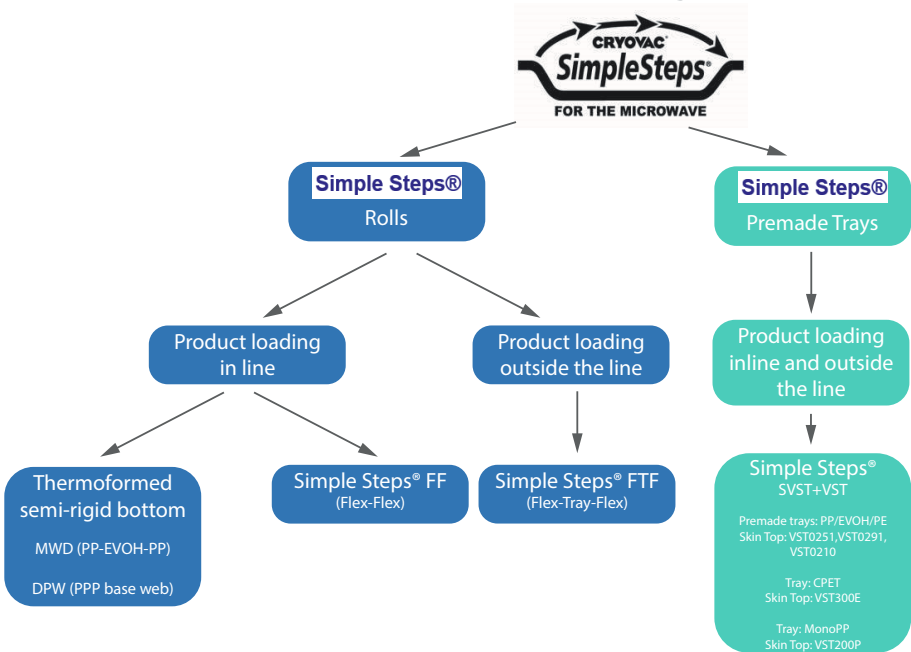 CRYOVAC®
SimpleSteps®
FOR THE MICROWAVE
Simple Steps®
Rolls
Simple Steps®
Premade Trays
Product loading
in line
Product loading
outside the line
Product loading
inline and outside
the line
Thermoformed
semi-rigid bottom
MWD (PP-EVOH-PP)
DPW (PPP base web)
Simple Steps® FF
(Flex-Flex)
Simple Steps® FTF
(Flex-Tray-Flex)
Simple Steps®
SVST+VST
Premade trays: PP/EVOH/PE
Skin Top: VST0251,VST0291,
VST0210
Tray: CPET
Skin Top: VST300E
Tray: MonoPP
Skin Top: VST200P